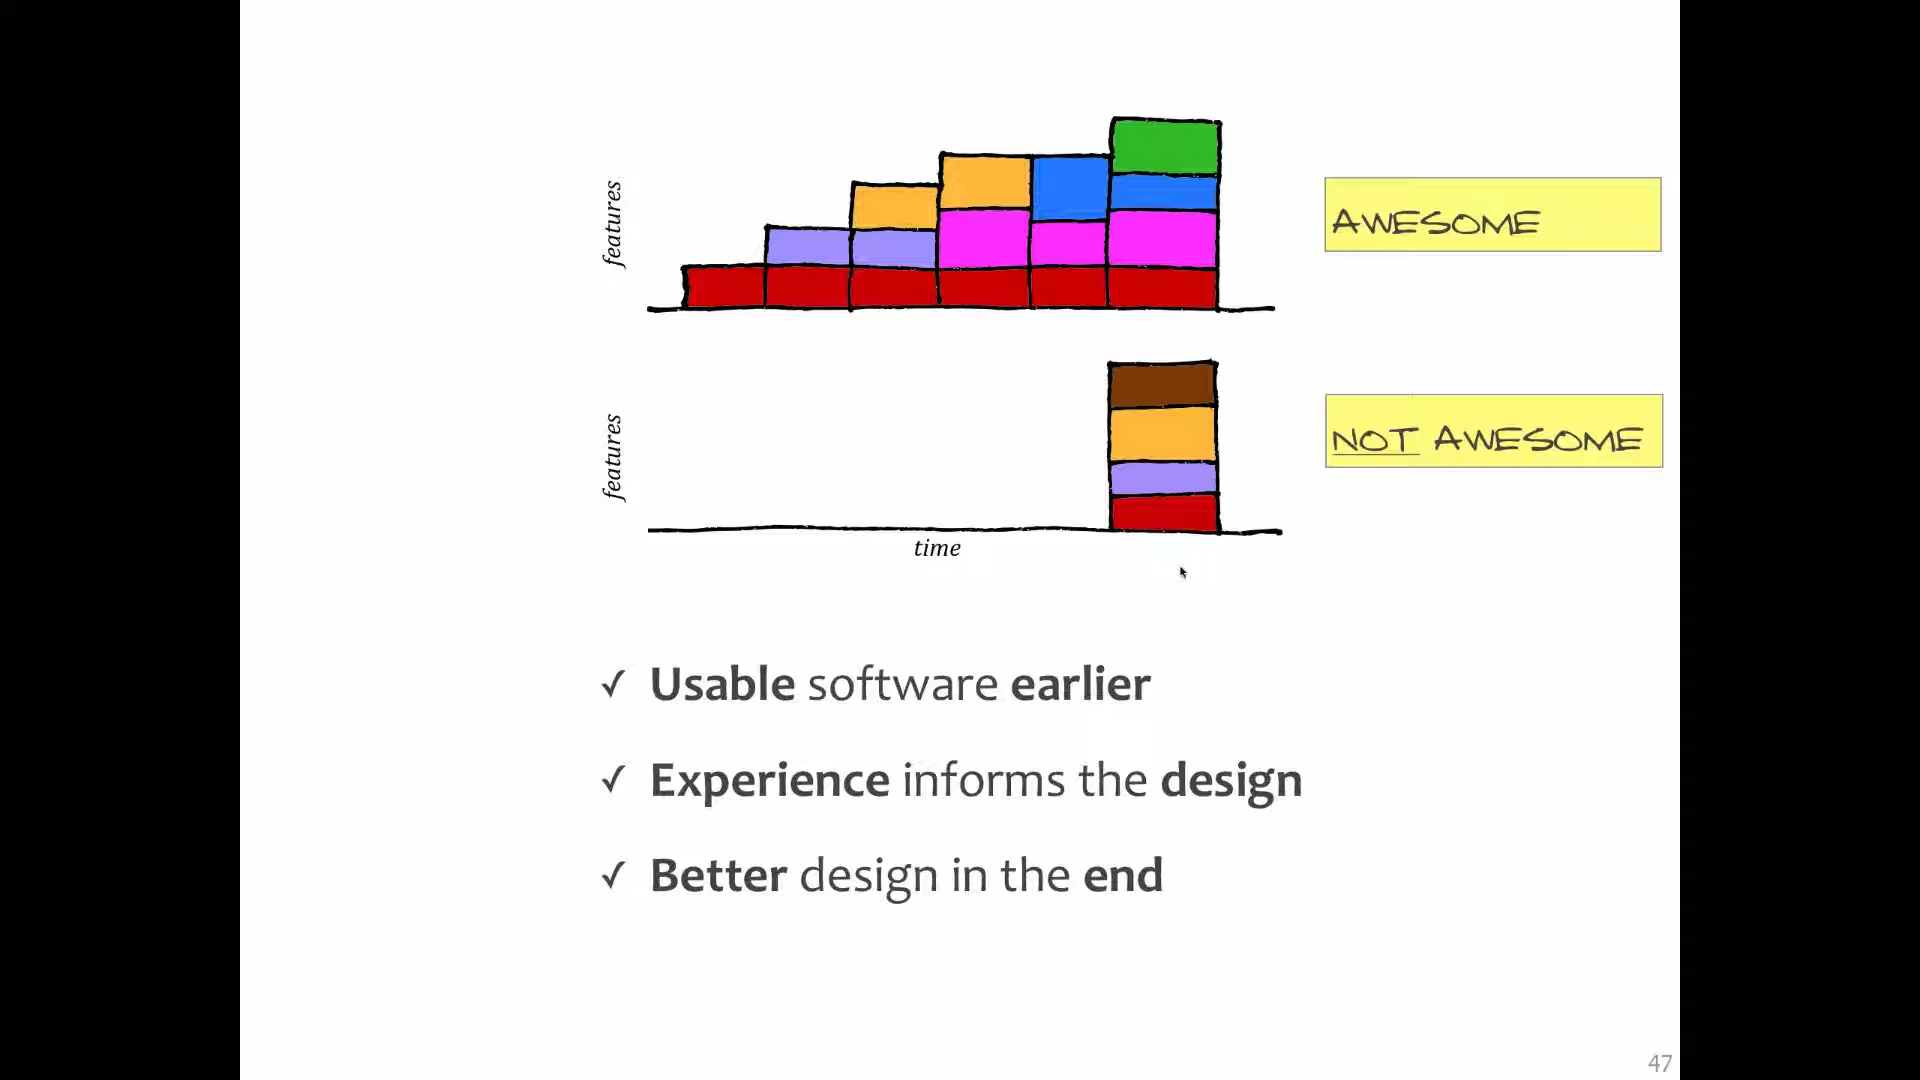 features
AWESOME
features
NOT AWESOME
time
✓ Usable software earlier
✓ Experience informs the design
✓ Better design in the end
47